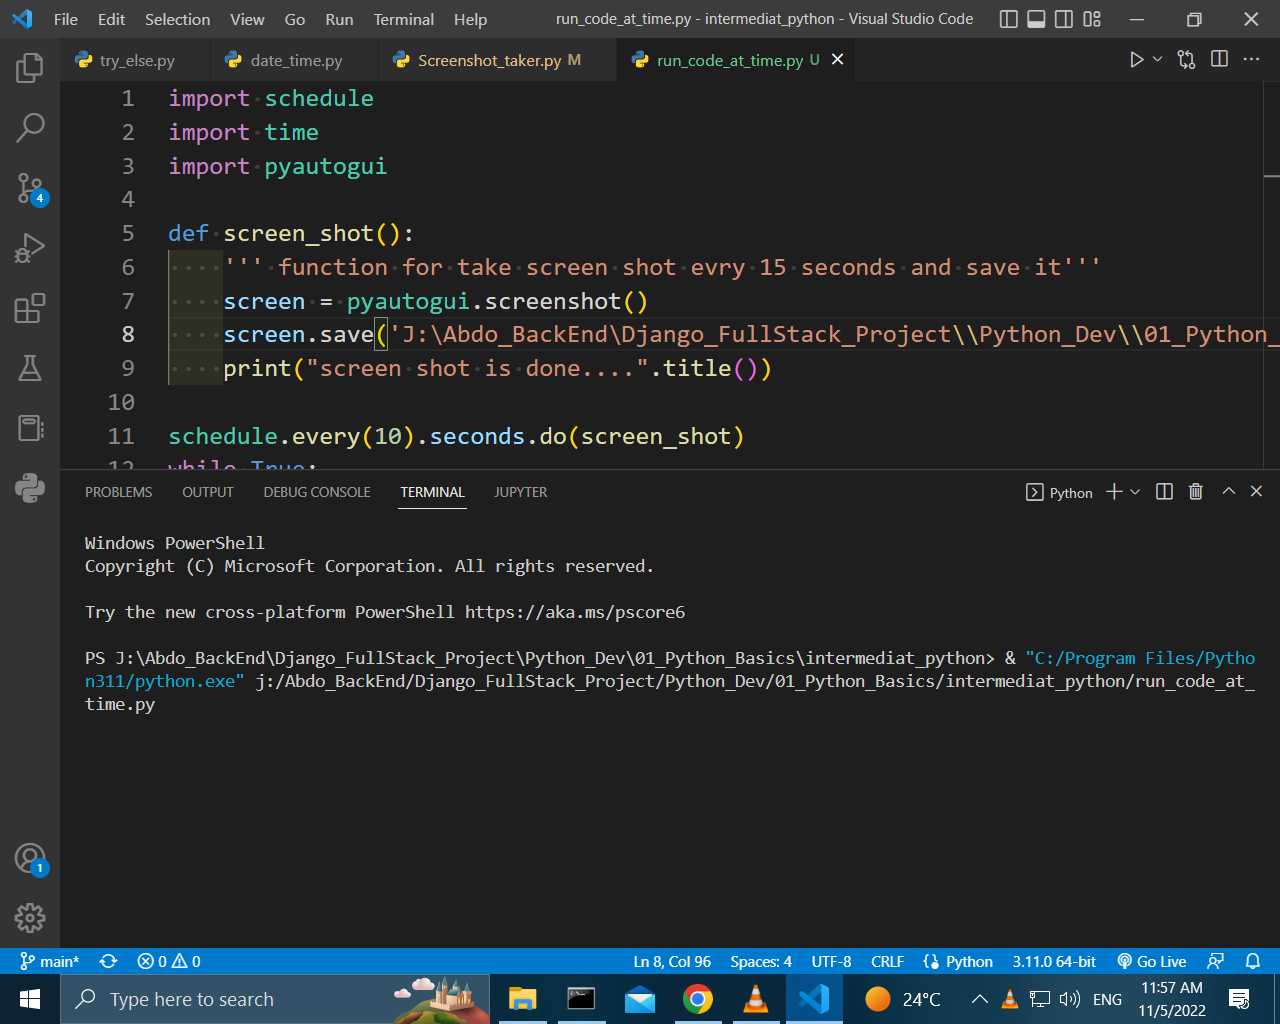 File Edit Selection View Go Run Terminal Help run_code_at_time.py - intermediat_python - Visual Studio Code
try_else.py date_time.py Screenshot_taker.py M run_code_at_time.py U
1 import schedule
2 import time
3 import pyautogui
4
5 def screen_shot():
6 ''' function for take screen shot evry 15 seconds and save it'''
7 screen = pyautogui.screenshot()
8 screen.save('J:\Abdo_BackEnd\Django_FullStack_Project\\Python_Dev\\01_Python_
9 print("screen shot is done....".title())
10
11 schedule.every(10).seconds.do(screen_shot)
12 while True:
4
PROBLEMS OUTPUT DEBUG CONSOLE TERMINAL JUPYTER Python
Windows PowerShell
Copyright (C) Microsoft Corporation. All rights reserved.
Try the new cross-platform PowerShell https://aka.ms/pscore6
PS J:\Abdo_BackEnd\Django_FullStack_Project\Python_Dev\01_Python_Basics\intermediat_python> & "C:/Program Files/Pytho
n311/python.exe" j:/Abdo_BackEnd/Django_FullStack_Project/Python_Dev/01_Python_Basics/intermediat_python/run_code_at_
time.py
1
main* 0 0 Ln 8, Col 96 Spaces: 4 UTF-8 CRLF Python 3.11.0 64-bit Go Live
Type here to search 24°C ENG 11:57 AM
11/5/2022